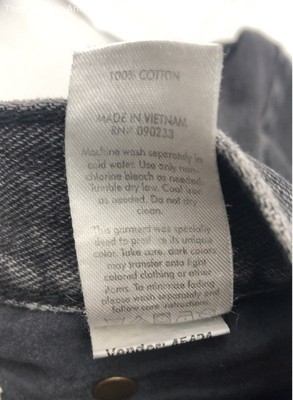 100% COTTON
MADE IN VIETNAM
RN# 090233
Machine wash separately in
cold water. Use only non-
chlorine bleach as needed.
Tumble dry low. Cool iron
as needed. Do not dry
clean.
This garment was specially
dyed to produce its unique
color. Take care, dark colors
may transfer onto light
colored clothing or other
items. To minimize fading
please wash separately and
follow care instructions.
Vendor: